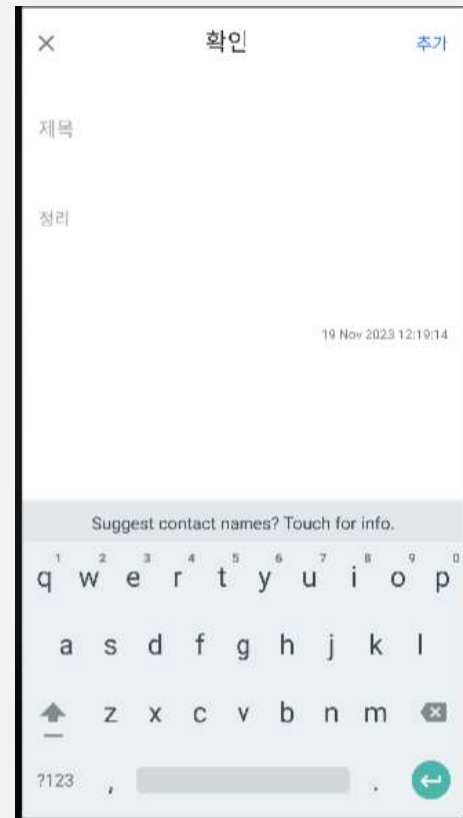 확인
추가
제목
정리
19 Nov 2023 12:19:14
Suggest contact names? Touch for info.
1 2 3 4 5 6 7 8 9 0
q w e r t y u i o p
a s d f g h j k l
z x c v b n m
?123 , .